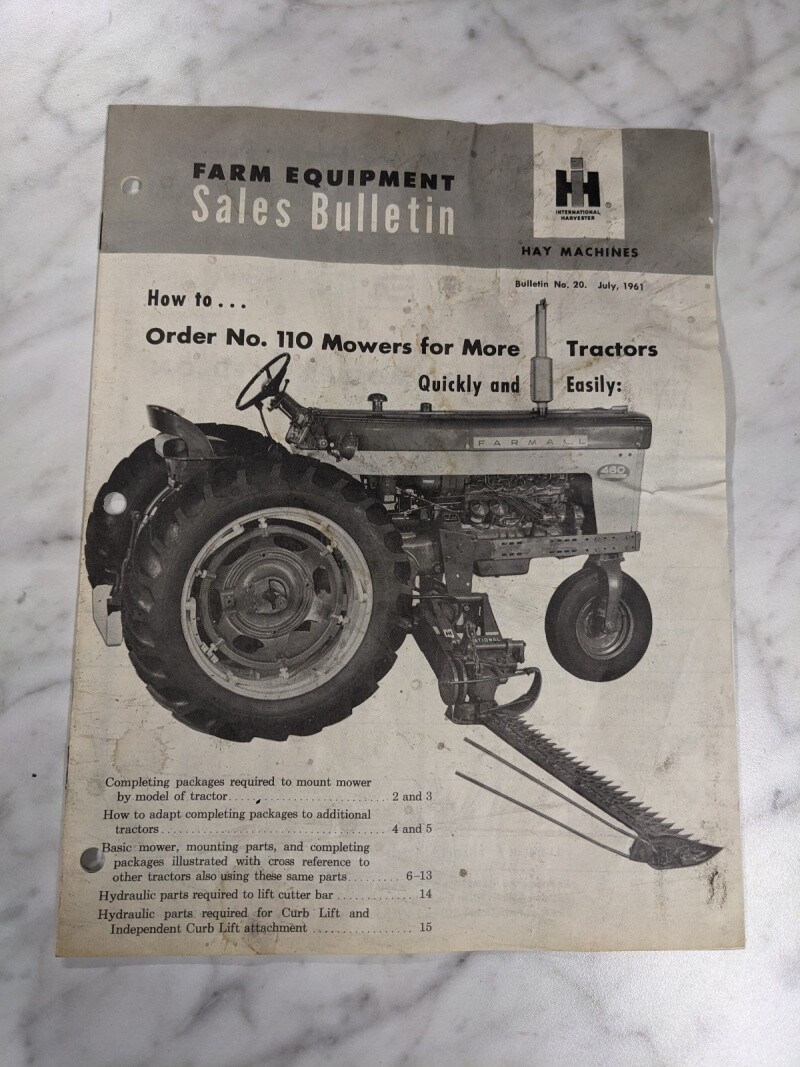 FARM EQUIPMENT
Sales Bulletin
IH
INTERNATIONAL
HARVESTER
®
HAY MACHINES
Bulletin No. 20. July, 1961
How to...
Order No. 110 Mowers for More Tractors
Quickly and Easily:
FARMALL
460
Completing packages required to mount mower
by model of tractor........................... 2 and 3
How to adapt completing packages to additional
tractors.................................... 4 and 5
Basic mower, mounting parts, and completing
packages illustrated with cross reference to
other tractors also using these same parts......... 6-13
Hydraulic parts required to lift cutter bar ............. 14
Hydraulic parts required for Curb Lift and
Independent Curb Lift attachment ................. 15